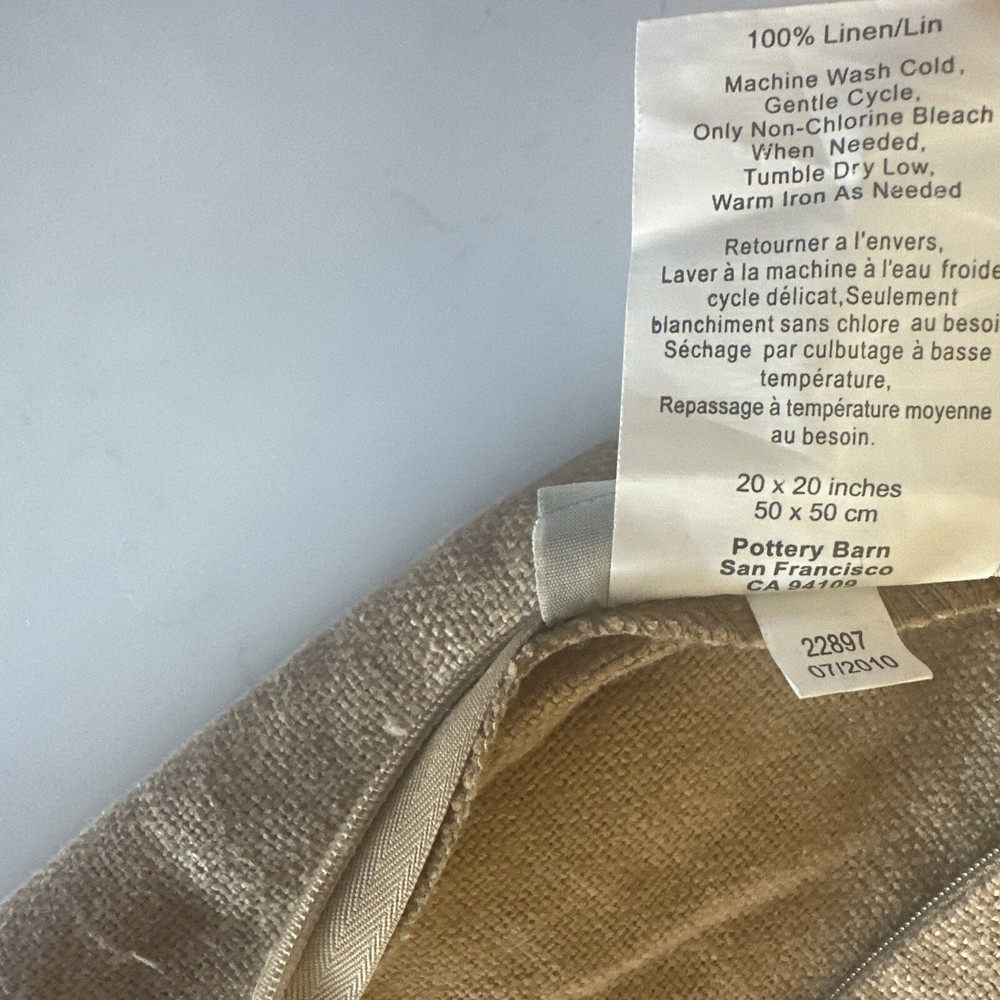 100% Linen/Lin
Machine Wash Cold,
Gentle Cycle,
Only Non-Chlorine Bleach
When Needed,
Tumble Dry Low,
Warm Iron As Needed
Retourner a l'envers,
Laver à la machine à l'eau froide
cycle délicat,Seulement
blanchiment sans chlore au besoi
Séchage par culbutage à basse
température,
Repassage à température moyenne
au besoin.
20 x 20 inches
50 x 50 cm
Pottery Barn
San Francisco
CA 94109
22897
07/2010